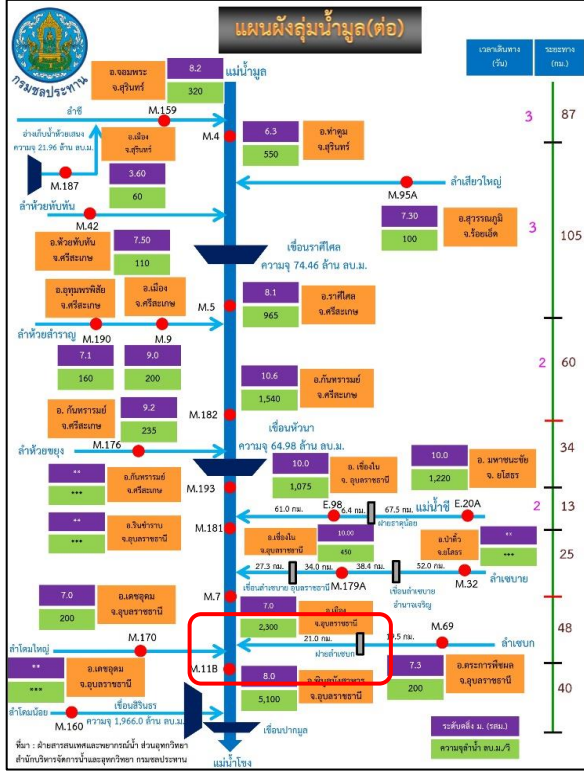 แผนผังลุ่มน้ำมูล(ต่อ)
กรมชลประทาน
เวลาเดินทาง
(วัน)
ระยะทาง
(กม.)
อ.จอมพระ
จ.สุรินทร์
8.2
320
แม่น้ำมูล
ลำชี
M.159
3
87
อ่างเก็บน้ำห้วยเสนง
ความจุ 21.96 ล้าน ลบ.ม.
อ.เมือง
จ.สุรินทร์
M.4
6.3
550
อ.ท่าตูม
จ.สุรินทร์
M.187
3.60
60
ลำเสียวใหญ่
M.95A
ลำห้วยทับทัน
M.42
7.30
100
อ.สุวรรณภูมิ
จ.ร้อยเอ็ด
3
105
อ.ห้วยทับทัน
จ.ศรีสะเกษ
7.50
110
เขื่อนราศีไศล
ความจุ 74.46 ล้าน ลบ.ม.
อ.อุทุมพรพิสัย
จ.ศรีสะเกษ
อ.เมือง
จ.ศรีสะเกษ
M.5
8.1
965
อ.ราศีไศล
จ.ศรีสะเกษ
ลำห้วยสำราญ
M.190
M.9
7.1
160
9.0
200
2
60
10.6
1,540
อ.กันทรารมย์
จ.ศรีสะเกษ
M.182
อ. กันทรารมย์
จ.ศรีสะเกษ
9.2
235
เขื่อนหัวนา
ความจุ 64.98 ล้าน ลบ.ม.
ลำห้วยขยุง
M.176
34
**
***
อ.กันทรารมย์
จ.ศรีสะเกษ
M.193
10.0
1,075
อ. เขื่องใน
จ. อุบลราชธานี
10.0
1,220
อ. มหาชนะชัย
จ. ยโสธร
61.0 กม.
E.98
6.4 กม.
67.5 กม.
แม่น้ำชี
E.20A
ฝายธาตุน้อย
2
13
**
***
อ.วารินชำราบ
จ.อุบลราชธานี
M.181
อ.เขื่องใน
จ.อุบลราชธานี
10.00
450
อ.ป่าติ้ว
จ.ยโสธร
**
***
25
27.3 กม.
34.0 กม.
38.4 กม.
52.0 กม.
เขื่อนลำเซบาย อุบลราชธานี
M.179A
เขื่อนลำเซบาย
อำนาจเจริญ
M.32
ลำเซบาย
7.0
200
อ.เดชอุดม
จ.อุบลราชธานี
M.7
7.0
2,300
อ.เมือง
จ.อุบลราชธานี
48
ลำโดมใหญ่
M.170
21.0 กม.
19.5 กม.
M.69
ลำเซบก
ฝายลำเซบก
**
***
อ.เดชอุดม
จ.อุบลราชธานี
M.11B
8.0
5,100
อ.พิบูลมังสาหาร
จ.อุบลราชธานี
7.3
200
อ.ตระการพืชผล
จ.อุบลราชธานี
40
ลำโดมน้อย
M.160
เขื่อนสิรินธร
ความจุ 1,966.0 ล้าน ลบ.ม.
เขื่อนปากมูล
แม่น้ำโขง
ระดับตลิ่ง ม. (รสม.)
ความจุลำน้ำ ลบ.ม./วิ
ที่มา : ฝ่ายสารสนเทศและพยากรณ์น้ำ ส่วนอุทกวิทยา
สำนักบริหารจัดการน้ำและอุทกวิทยา กรมชลประทาน